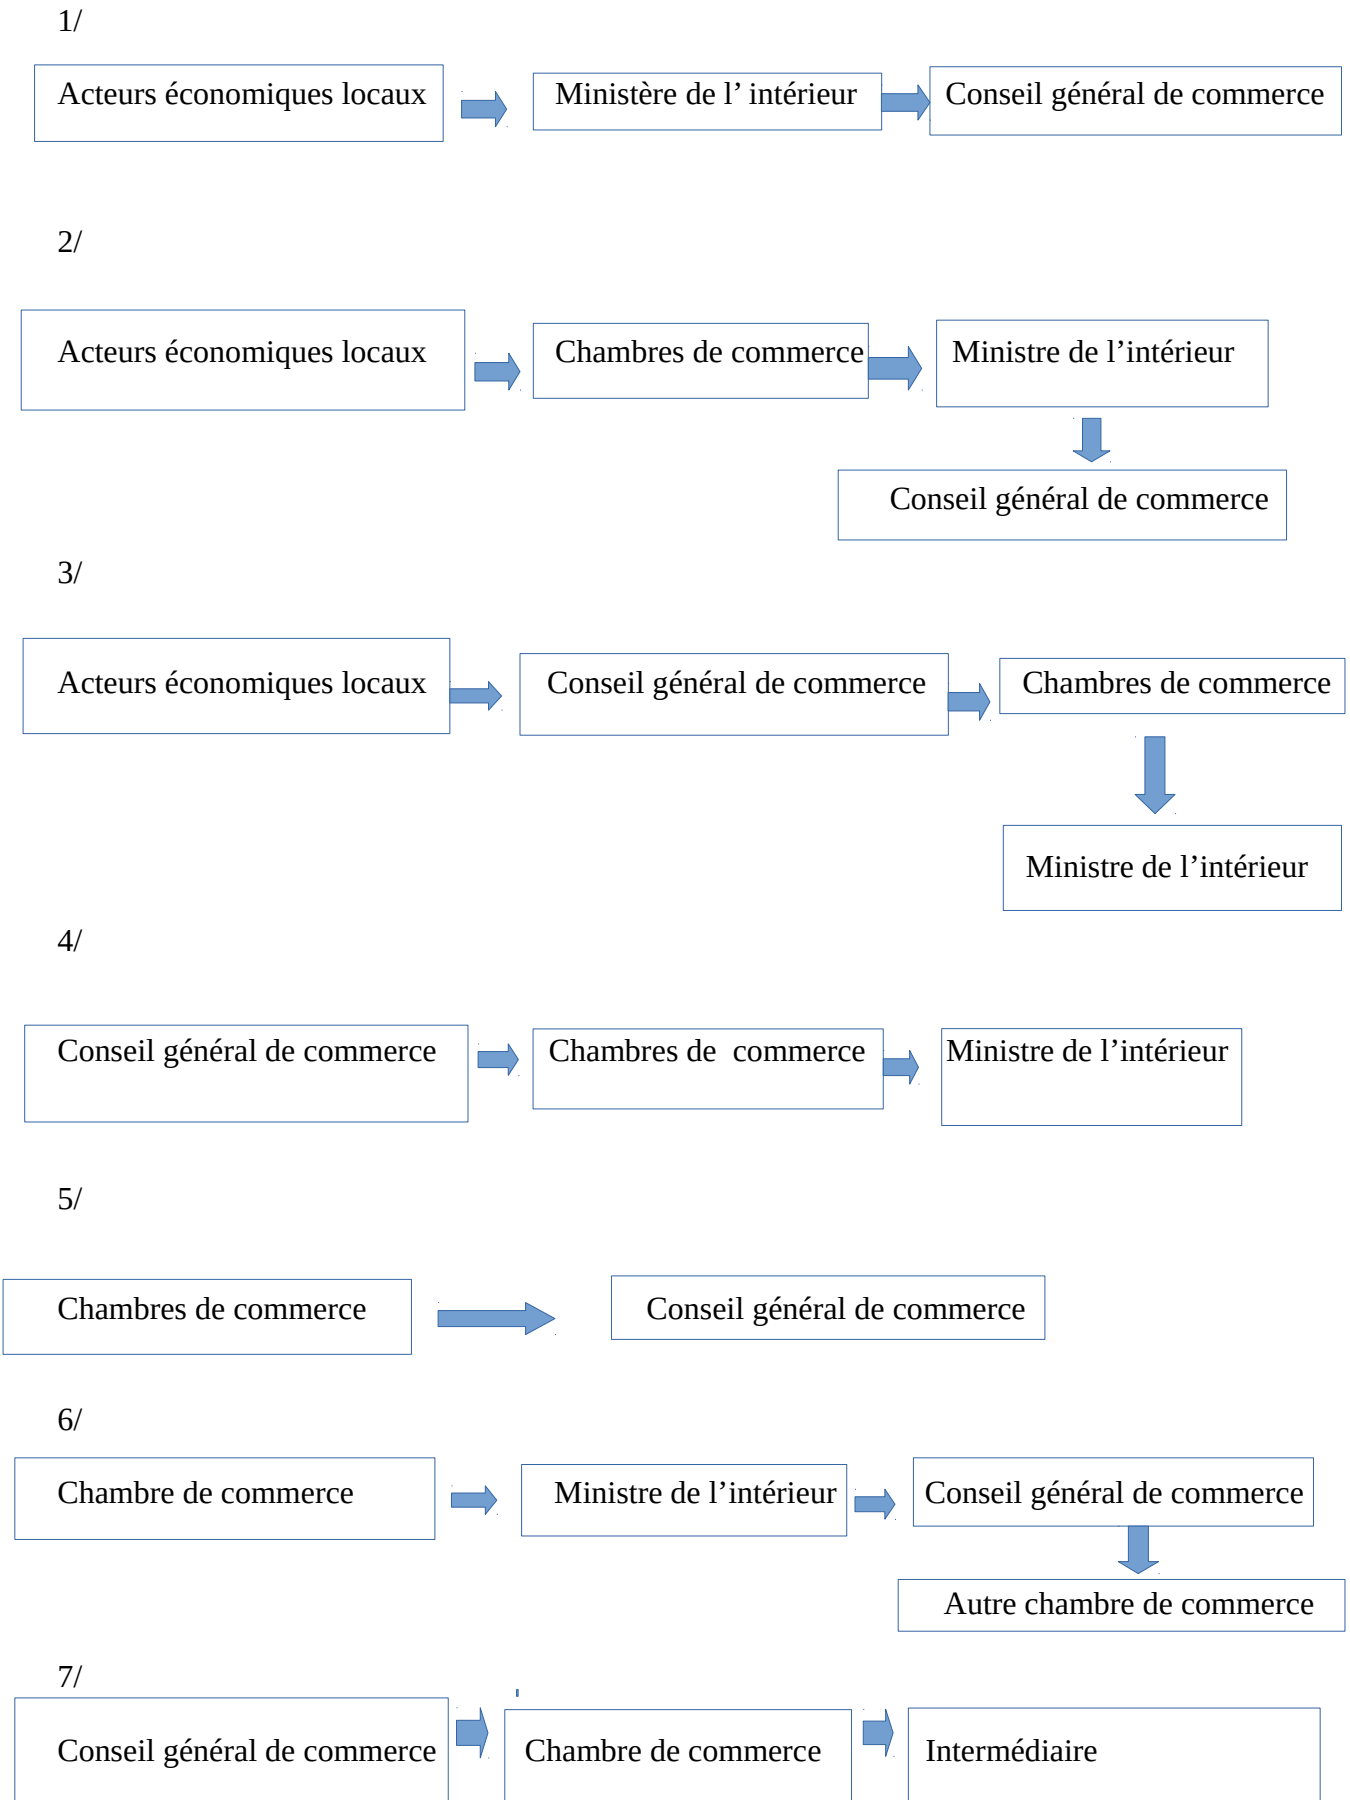 1/
Acteurs économiques locaux Ministère de l’ intérieur Conseil général de commerce
2/
Acteurs économiques locaux Chambres de commerce Ministre de l’intérieur
Conseil général de commerce
3/
Acteurs économiques locaux Conseil général de commerce Chambres de commerce
Ministre de l’intérieur
4/
Conseil général de commerce Chambres de commerce Ministre de l’intérieur
5/
Chambres de commerce Conseil général de commerce
6/
Chambre de commerce Ministre de l’intérieur Conseil général de commerce
Autre chambre de commerce
7/
Conseil général de commerce Chambre de commerce Intermédiaire